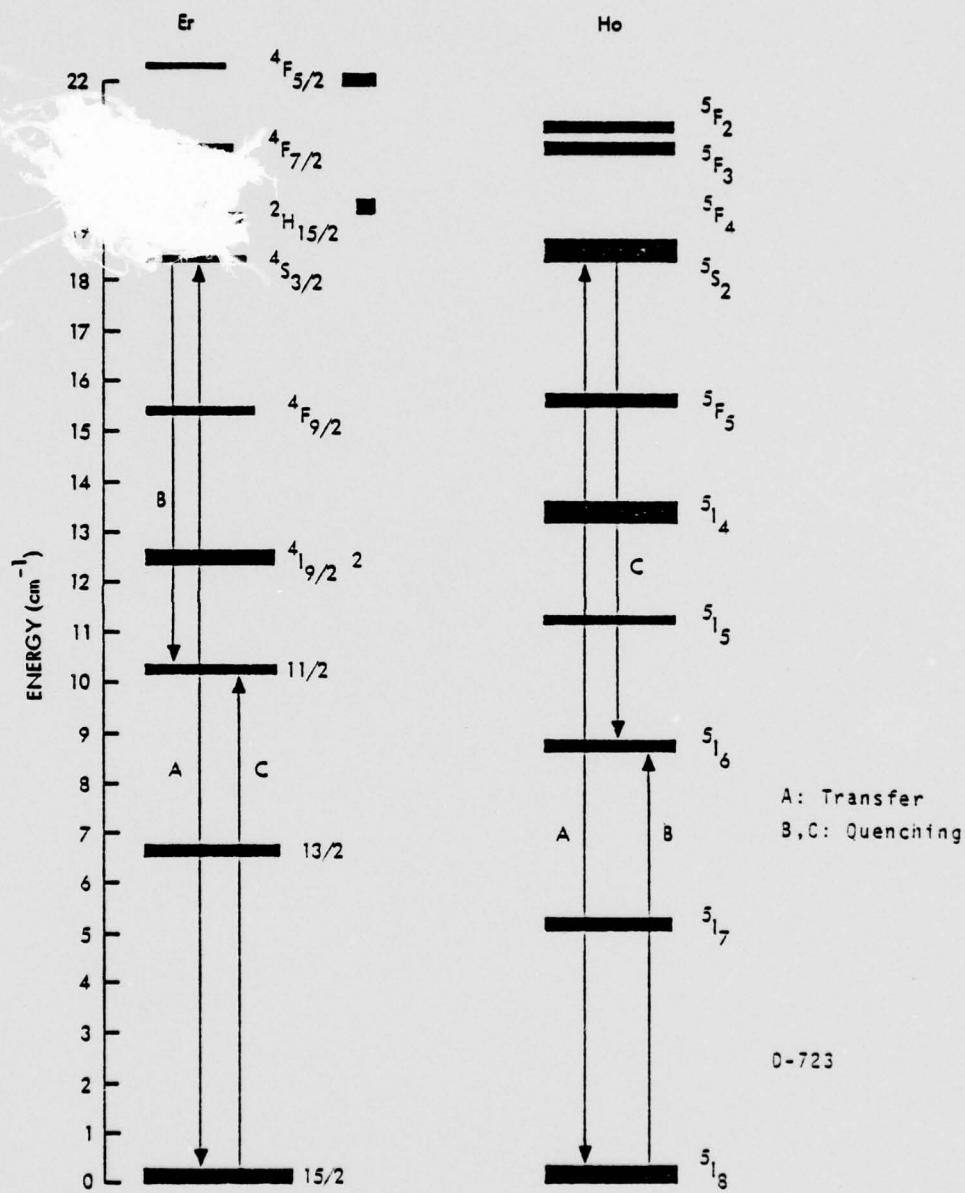 Er
Ho
22
⁴F₅/₂
⁵F₂
⁴F₇/₂
⁵F₃
²H₁₅/₂
⁵F₄
⁴S₃/₂
⁵S₂
18
17
16
15
14
13
12
11
10
9
8
7
6
5
4
3
2
1
0
ENERGY (cm⁻¹)
⁴F₉/₂
⁵F₅
B
⁵I₄
⁴I₉/₂ 2
C
⁵I₅
11/2
⁵I₆
A
C
A
B
A: Transfer
B,C: Quenching
13/2
⁵I₇
0-723
15/2
⁵I₈